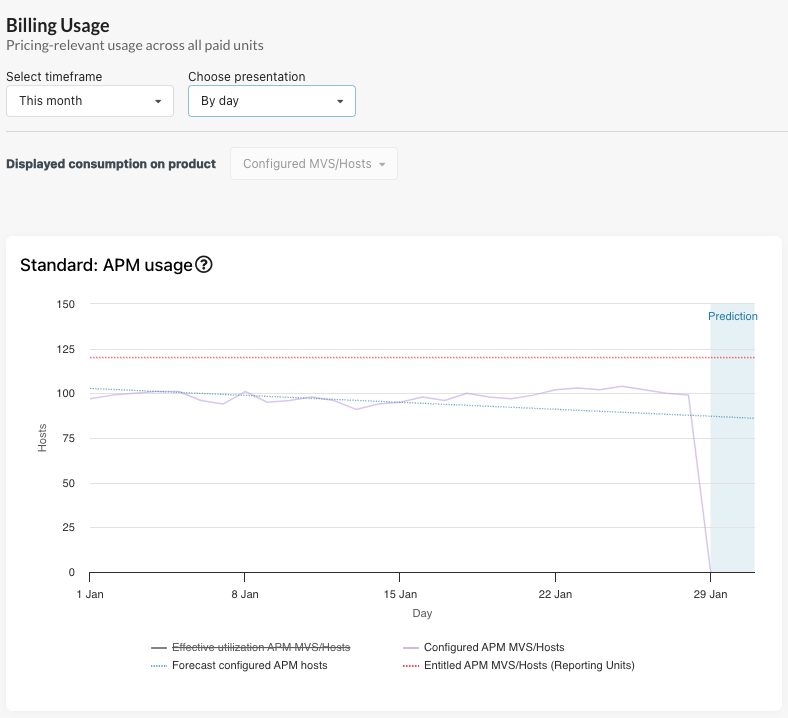 Billing Usage
Pricing-relevant usage across all paid units
Select timeframe
Choose presentation
This month
By day
Displayed consumption on product
Configured MVS/Hosts
Standard: APM usage?
150
Prediction
125
100
75
50
25
0
Hosts
1 Jan
8 Jan
15 Jan
22 Jan
29 Jan
Day
Effective utilization APM MVS/Hosts
Configured APM MVS/Hosts
Forecast configured APM hosts
Entitled APM MVS/Hosts (Reporting Units)